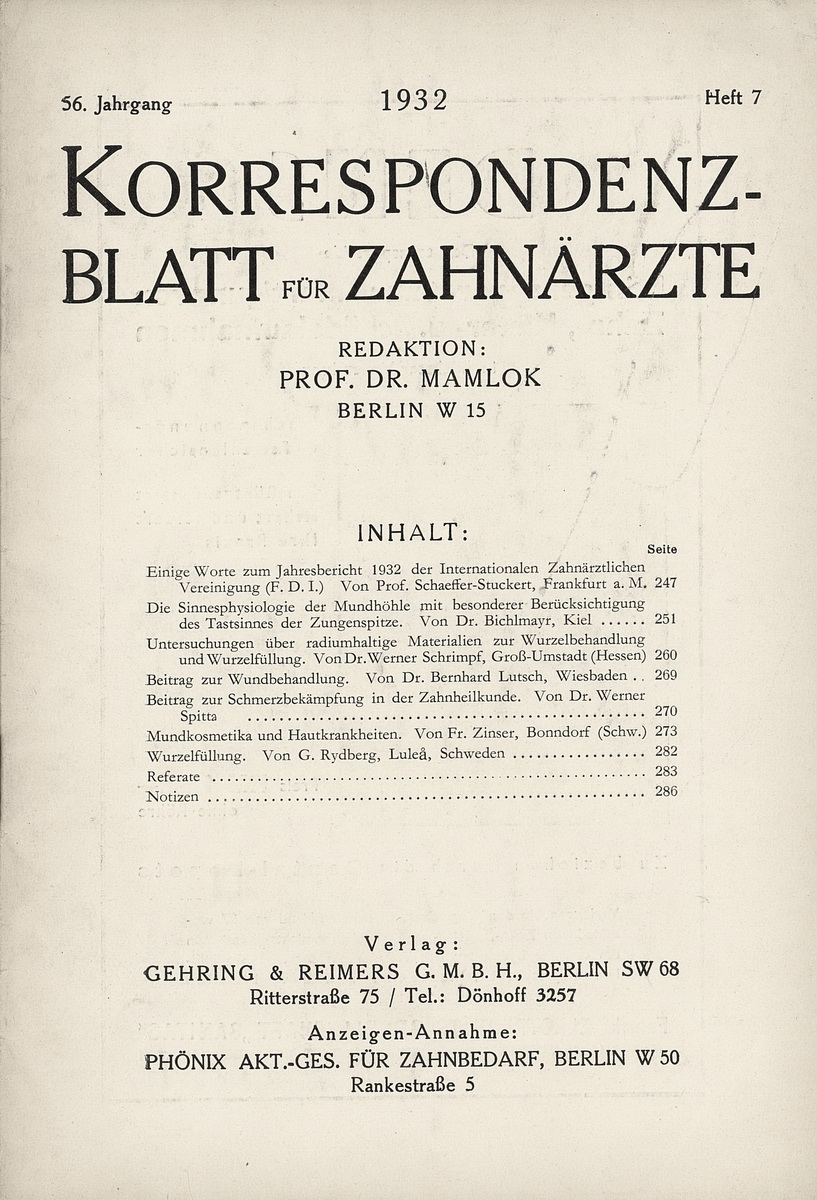 56. Jahrgang 1932 Heft 7
KORRESPONDENZ-
BLATT FÜR ZAHNÄRZTE
REDAKTION:
PROF. DR. MAMLOK
BERLIN W 15
INHALT:
Seite
Einige Worte zum Jahresbericht 1932 der Internationalen Zahnärztlichen
Vereinigung (F. D. I.) Von Prof. Schaeffer-Stuckert, Frankfurt a. M. 247
Die Sinnesphysiologie der Mundhöhle mit besonderer Berücksichtigung
des Tastsinnes der Zungenspitze. Von Dr. Bichlmayr, Kiel ...... 251
Untersuchungen über radiumhaltige Materialien zur Wurzelbehandlung
und Wurzelfüllung. Von Dr. Werner Schrimpf, Groß-Umstadt (Hessen) 260
Beitrag zur Wundbehandlung. Von Dr. Bernhard Lutsch, Wiesbaden . . 269
Beitrag zur Schmerzbekämpfung in der Zahnheilkunde. Von Dr. Werner
Spitta ................................................ 270
Mundkosmetika und Hautkrankheiten. Von Fr. Zinser, Bonndorf (Schw.) 273
Wurzelfüllung. Von G. Rydberg, Luleå, Schweden ................ 282
Referate .................................................... 283
Notizen ..................................................... 286
Verlag:
GEHRING & REIMERS G. M. B. H., BERLIN SW 68
Ritterstraße 75 / Tel.: Dönhoff 3257
Anzeigen-Annahme:
PHÖNIX AKT.-GES. FÜR ZAHNBEDARF, BERLIN W 50
Rankestraße 5